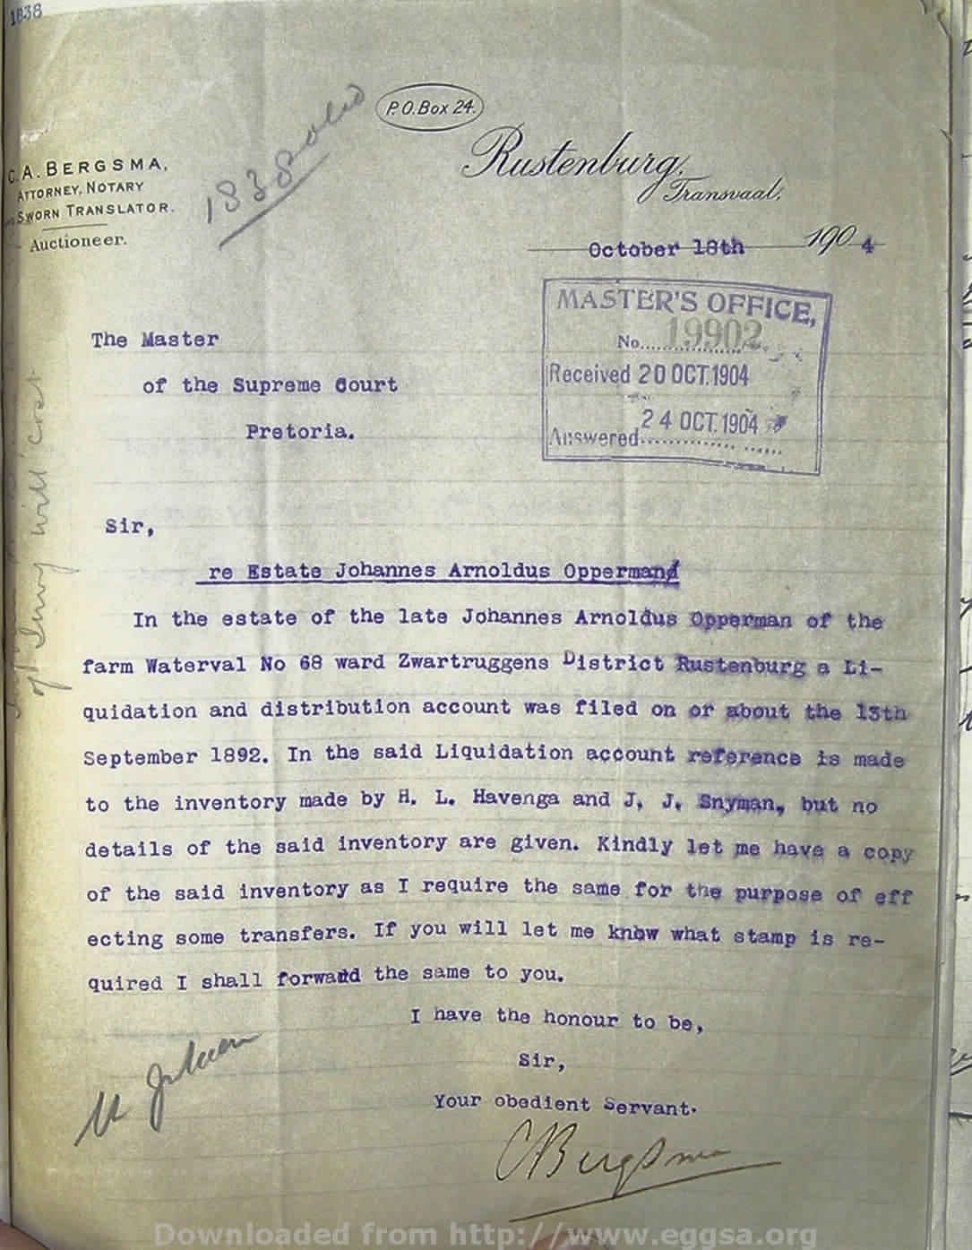 1838
P.O.Box 24.
Rustenburg,
Transvaal,
C.A. BERGSMA,
ATTORNEY, NOTARY
SWORN TRANSLATOR.
Auctioneer.
1838
October 18th 1904
MASTER'S OFFICE,
No. 19902
Received 20 OCT.1904
24 OCT.1904
Answered
The Master
of the Supreme Court
Pretoria.
Sir,
re Estate Johannes Arnoldus Oppermand
In the estate of the late Johannes Arnoldus Opperman of the
farm Waterval No 68 ward Zwartruggens District Rustenburg a Li-
quidation and distribution account was filed on or about the 13th
September 1892. In the said Liquidation account reference is made
to the inventory made by H. L. Havenga and J, J. Snyman, but no
details of the said inventory are given. Kindly let me have a copy
of the said inventory as I require the same for the purpose of eff
ecting some transfers. If you will let me know what stamp is re-
quired I shall forward the same to you.
I have the honour to be,
Sir,
Your obedient Servant.
CABergsma
of Invy will cost
Downloaded from http://www.eggsa.org